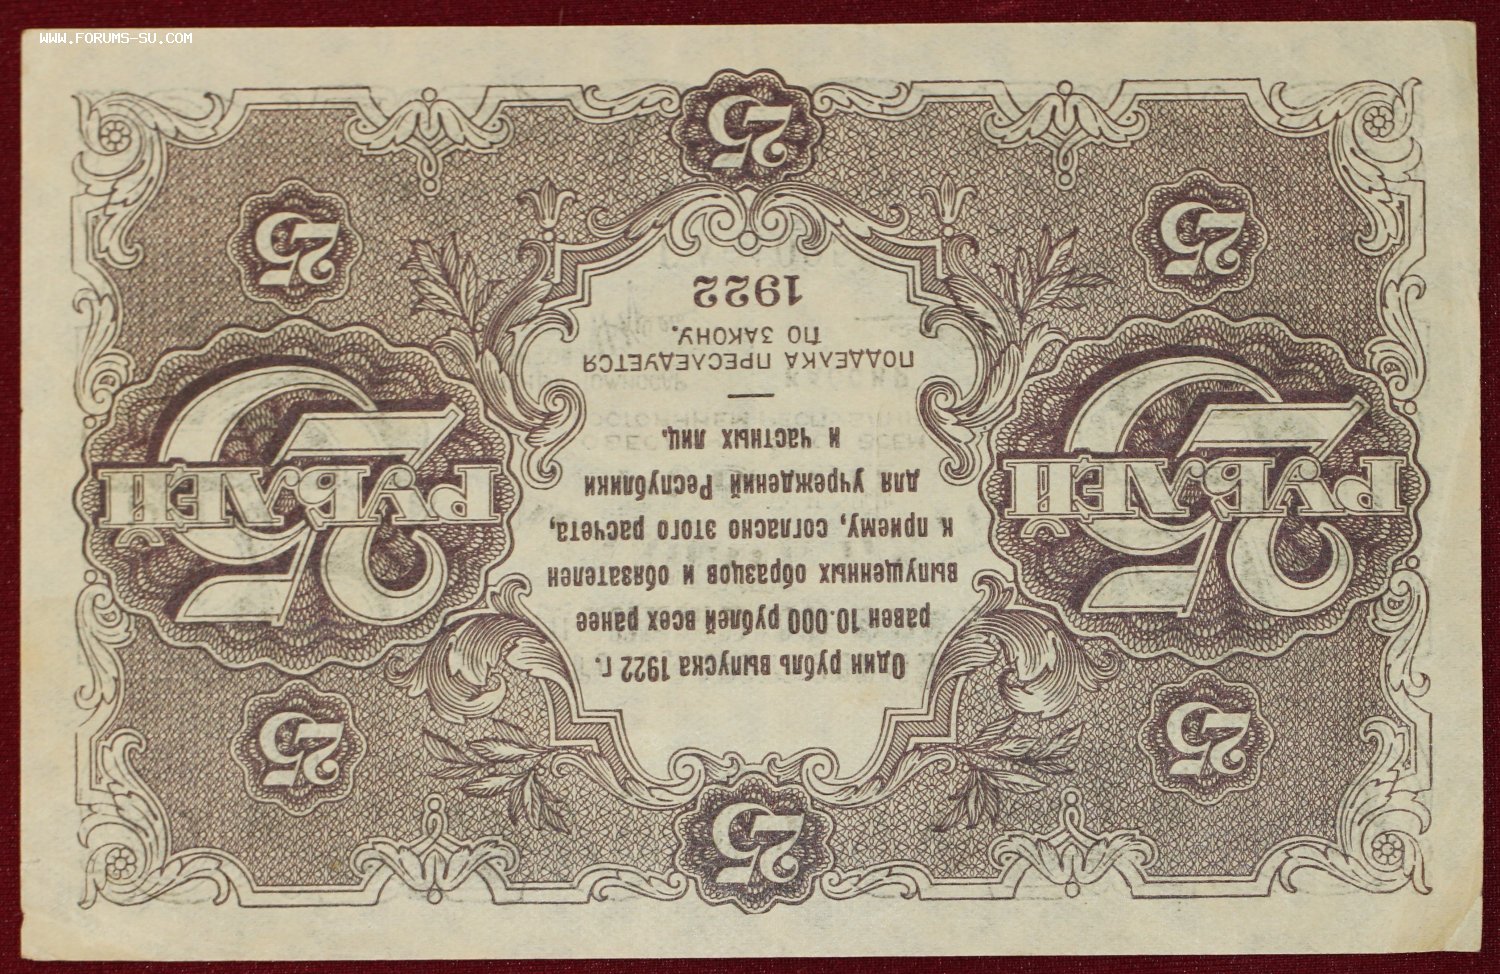 WWW.FORUMS-SU.COM
25
25 25
Один рубль выпуска 1922 г.
равен 10.000 рублей всех ранее
выпущенных образцов и обязателен
к приему, согласно этого расчета,
для учреждений Республики
и частных лиц.
25 РУБЛЕЙ 25 РУБЛЕЙ
ПОДДЕЛКА ПРЕСЛЕДУЕТСЯ
ПО ЗАКОНУ.
1922
25 25
25